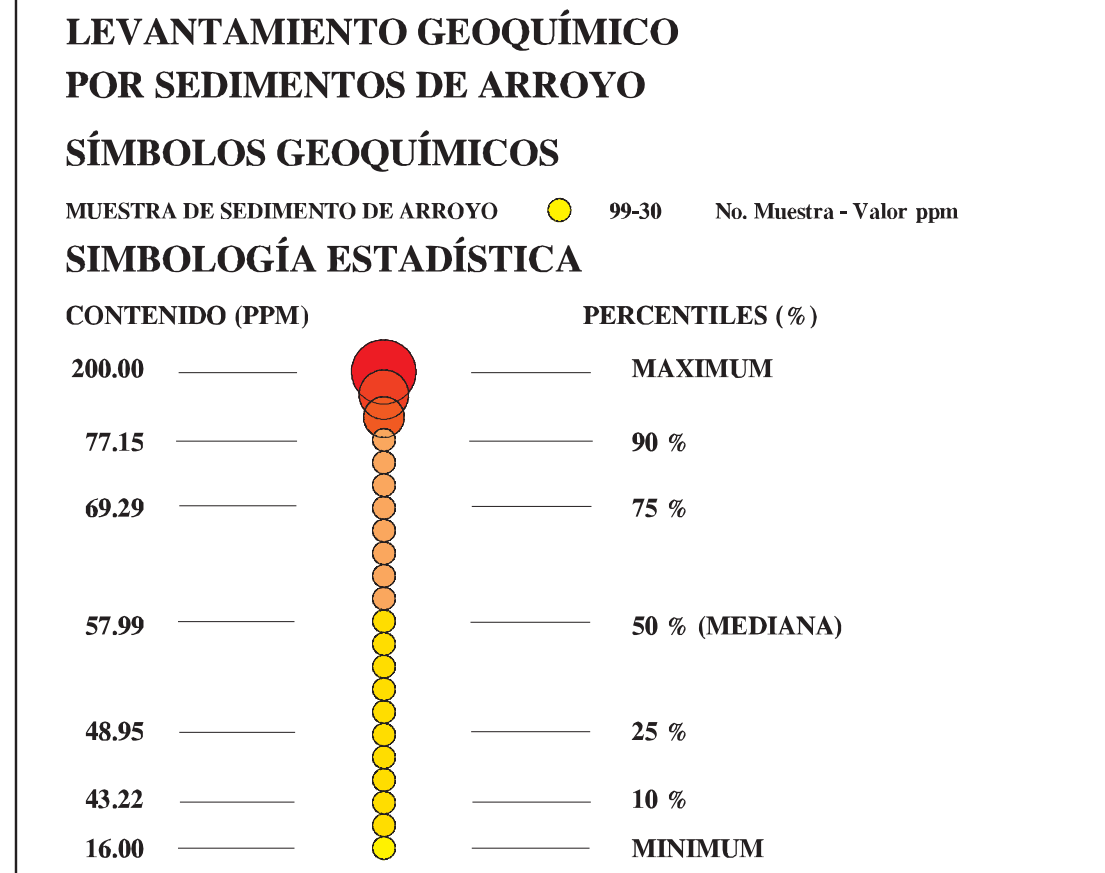 LEVANTAMIENTO GEOQUÍMICO
POR SEDIMENTOS DE ARROYO
SÍMBOLOS GEOQUÍMICOS
MUESTRA DE SEDIMENTO DE ARROYO 99-30 No. Muestra - Valor ppm
SIMBOLOGÍA ESTADÍSTICA
CONTENIDO (PPM) PERCENTILES (%)
200.00 MAXIMUM
77.15 90 %
69.29 75 %
57.99 50 % (MEDIANA)
48.95 25 %
43.22 10 %
16.00 MINIMUM